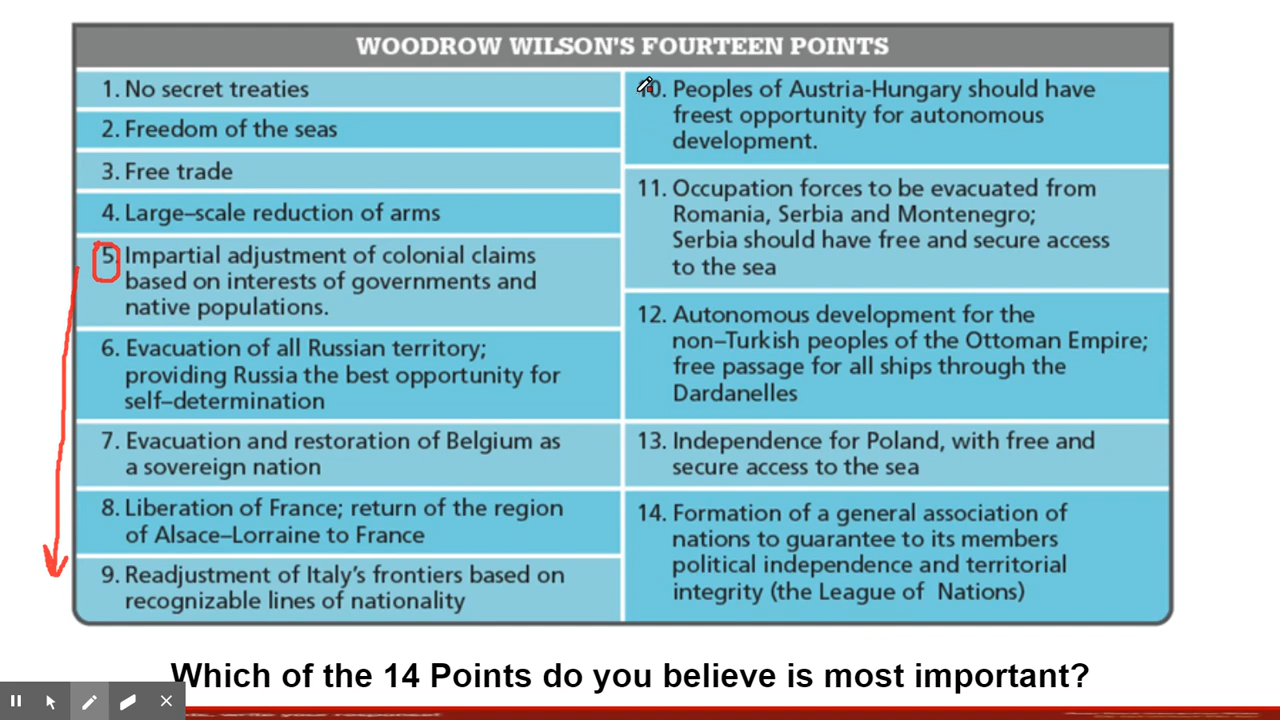 WOODROW WILSON'S FOURTEEN POINTS
1. No secret treaties
2. Freedom of the seas
3. Free trade
4. Large–scale reduction of arms
5. Impartial adjustment of colonial claims
based on interests of governments and
native populations.
6. Evacuation of all Russian territory;
providing Russia the best opportunity for
self–determination
7. Evacuation and restoration of Belgium as
a sovereign nation
8. Liberation of France; return of the region
of Alsace–Lorraine to France
9. Readjustment of Italy's frontiers based on
recognizable lines of nationality
10. Peoples of Austria-Hungary should have
freest opportunity for autonomous
development.
11. Occupation forces to be evacuated from
Romania, Serbia and Montenegro;
Serbia should have free and secure access
to the sea
12. Autonomous development for the
non–Turkish peoples of the Ottoman Empire;
free passage for all ships through the
Dardanelles
13. Independence for Poland, with free and
secure access to the sea
14. Formation of a general association of
nations to guarantee to its members
political independence and territorial
integrity (the League of Nations)
Which of the 14 Points do you believe is most important?